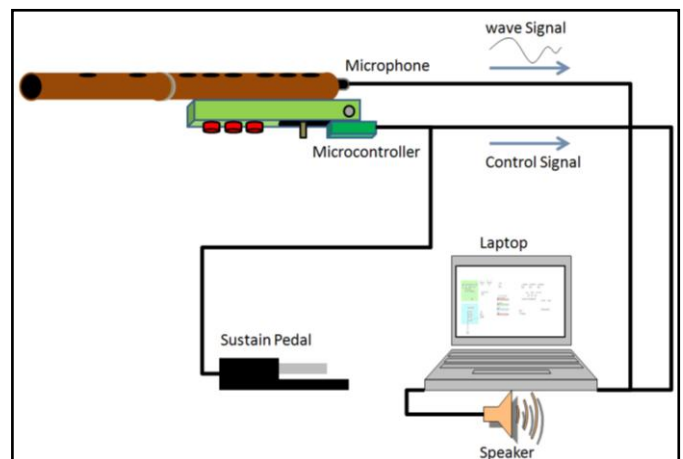 wave Signal
Microphone
Microcontroller
Control Signal
Laptop
Sustain Pedal
Speaker